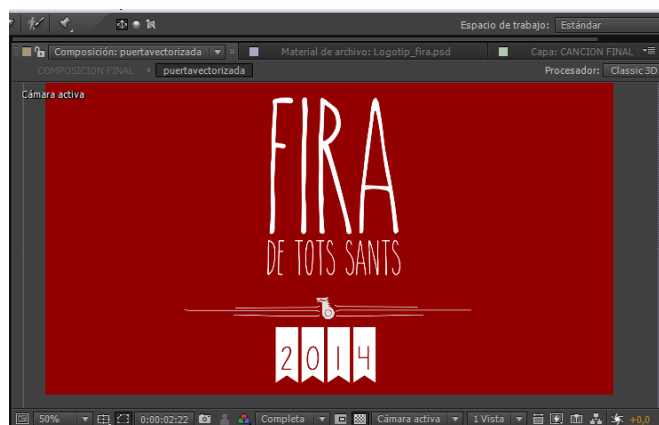 Espacio de trabajo: Estándar
Composición: puertavectorizada
Material de archivo: Logotip_fira.psd
Capa: CANCION FINAL
COMPOSICION FINAL
puertavectorizada
Procesador: Classic 3D
Cámara activa
FIRA
DE TOTS SANTS
2014
50% 0:00:02:22 Completa Cámara activa 1 Vista +0,0